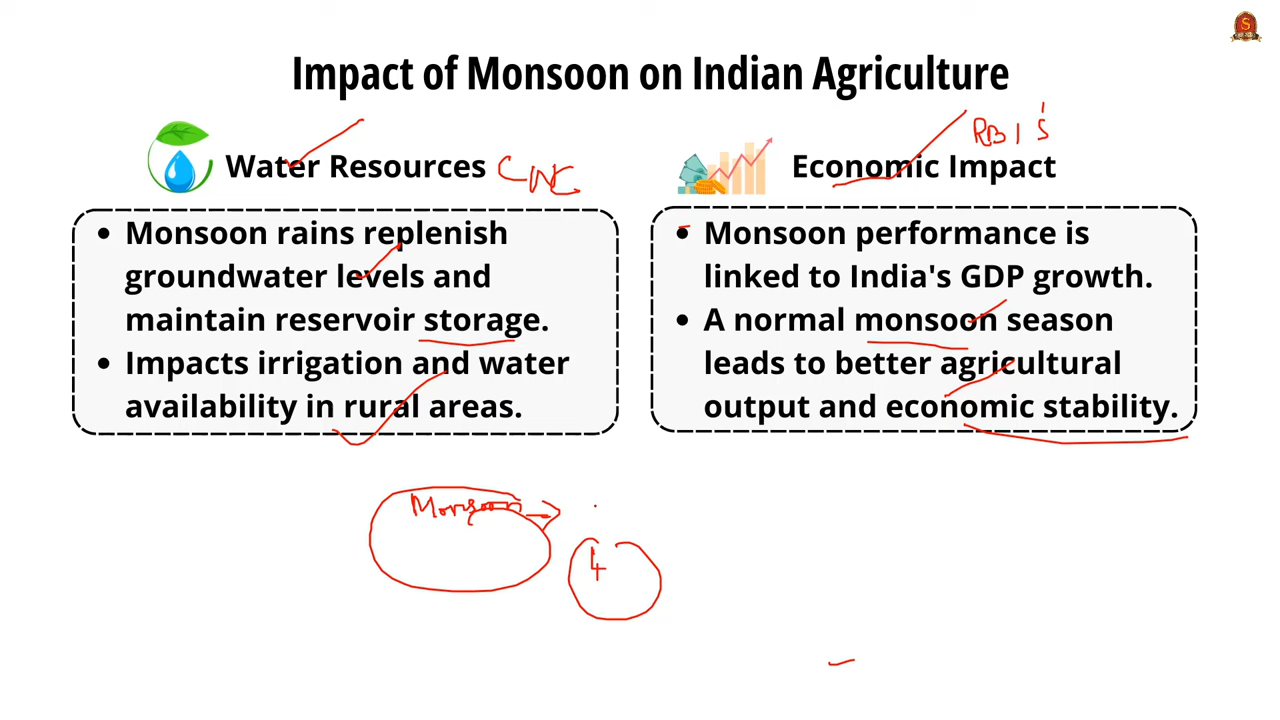 Impact of Monsoon on Indian Agriculture
Water Resources CWC
• Monsoon rains replenish
groundwater levels and
maintain reservoir storage.
• Impacts irrigation and water
availability in rural areas.
RBI's
Economic Impact
• Monsoon performance is
linked to India's GDP growth.
• A normal monsoon season
leads to better agricultural
output and economic stability.
Monsoon →
4